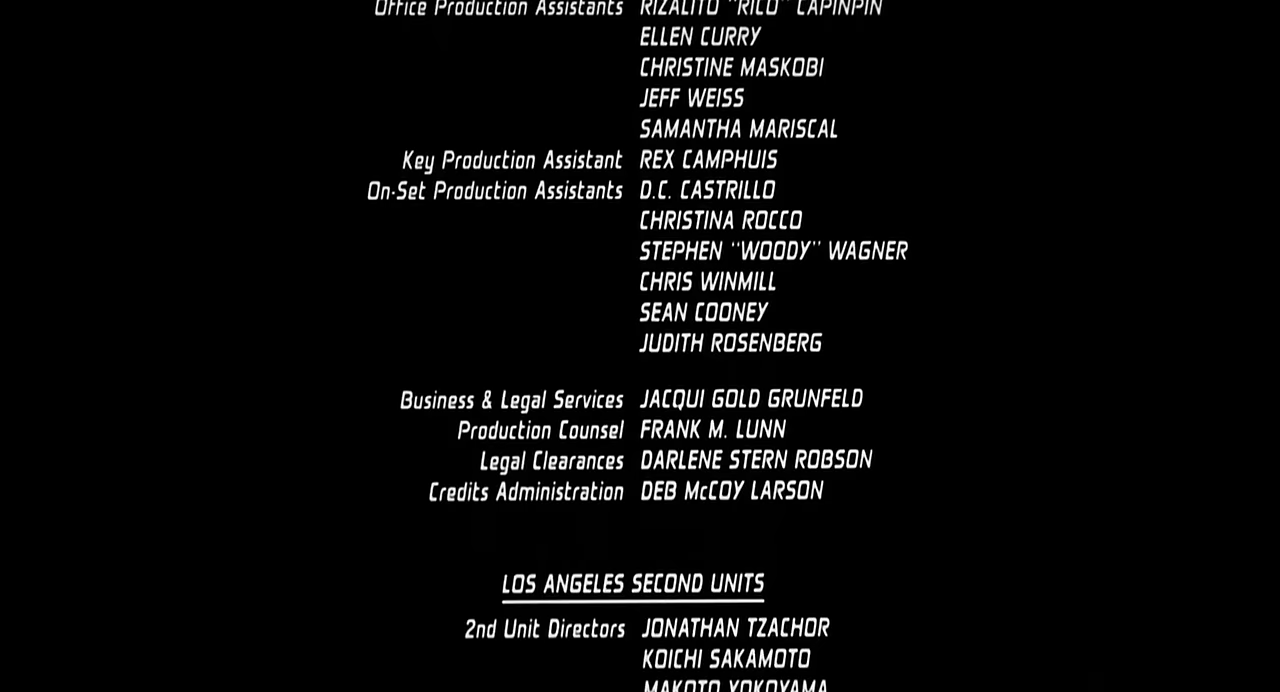 Office Production Assistants RIZALITO "RICO" CAPINPIN
ELLEN CURRY
CHRISTINE MASKOBI
JEFF WEISS
SAMANTHA MARISCAL
Key Production Assistant REX CAMPHUIS
On-Set Production Assistants D.C. CASTRILLO
CHRISTINA ROCCO
STEPHEN "WOODY" WAGNER
CHRIS WINMILL
SEAN COONEY
JUDITH ROSENBERG
Business & Legal Services JACQUI GOLD GRUNFELD
Production Counsel FRANK M. LUNN
Legal Clearances DARLENE STERN ROBSON
Credits Administration DEB McCOY LARSON
LOS ANGELES SECOND UNITS
2nd Unit Directors JONATHAN TZACHOR
KOICHI SAKAMOTO
MAKOTO YOKOYAMA